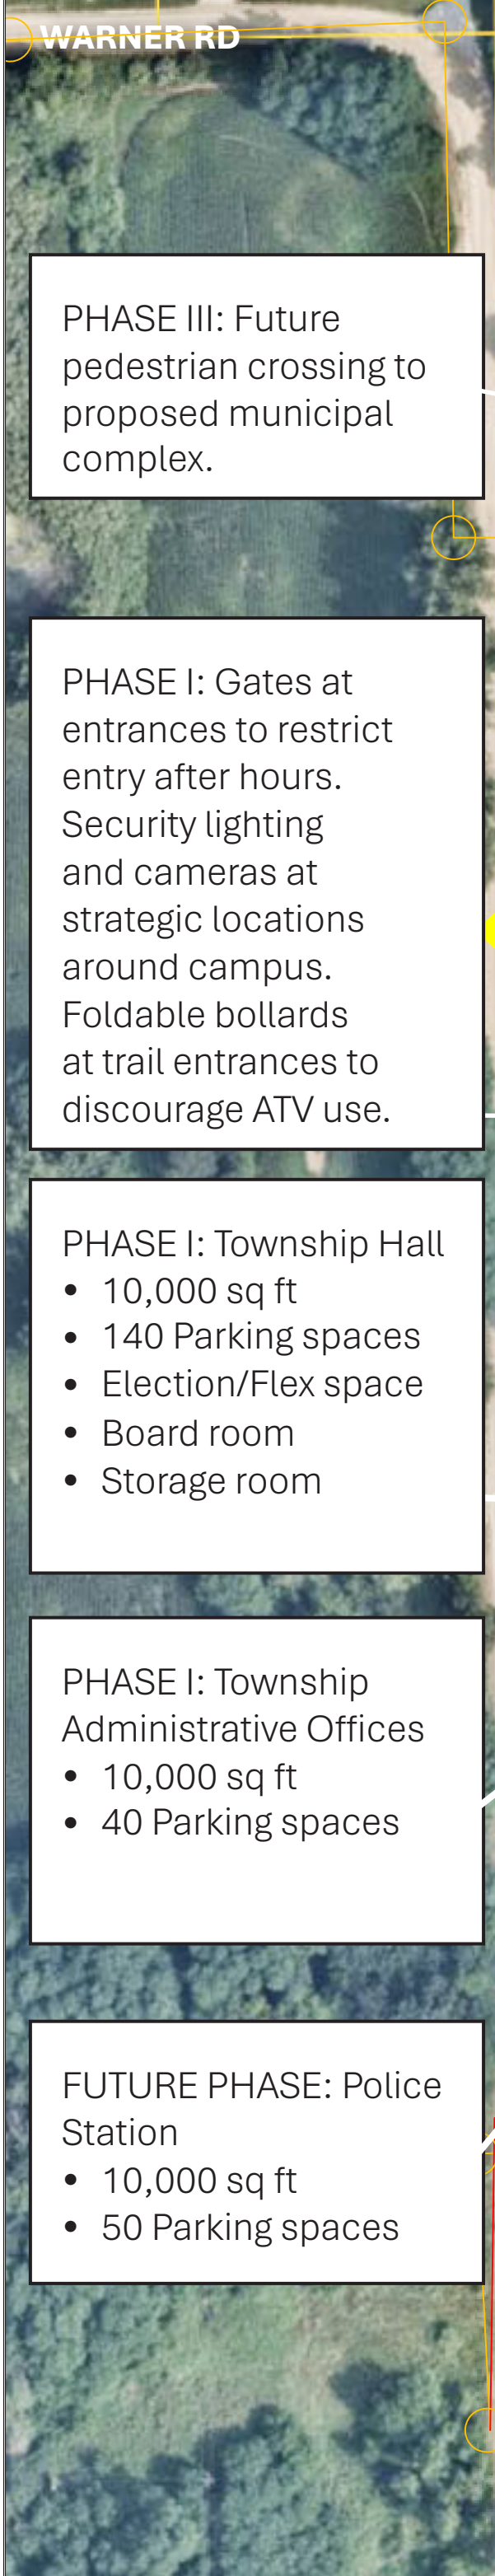 WARNER RD
PHASE III: Future
pedestrian crossing to
proposed municipal
complex.
PHASE I: Gates at
entrances to restrict
entry after hours.
Security lighting
and cameras at
strategic locations
around campus.
Foldable bollards
at trail entrances to
discourage ATV use.
PHASE I: Township Hall
• 10,000 sq ft
• 140 Parking spaces
• Election/Flex space
• Board room
• Storage room
PHASE I: Township
Administrative Offices
• 10,000 sq ft
• 40 Parking spaces
FUTURE PHASE: Police
Station
• 10,000 sq ft
• 50 Parking spaces